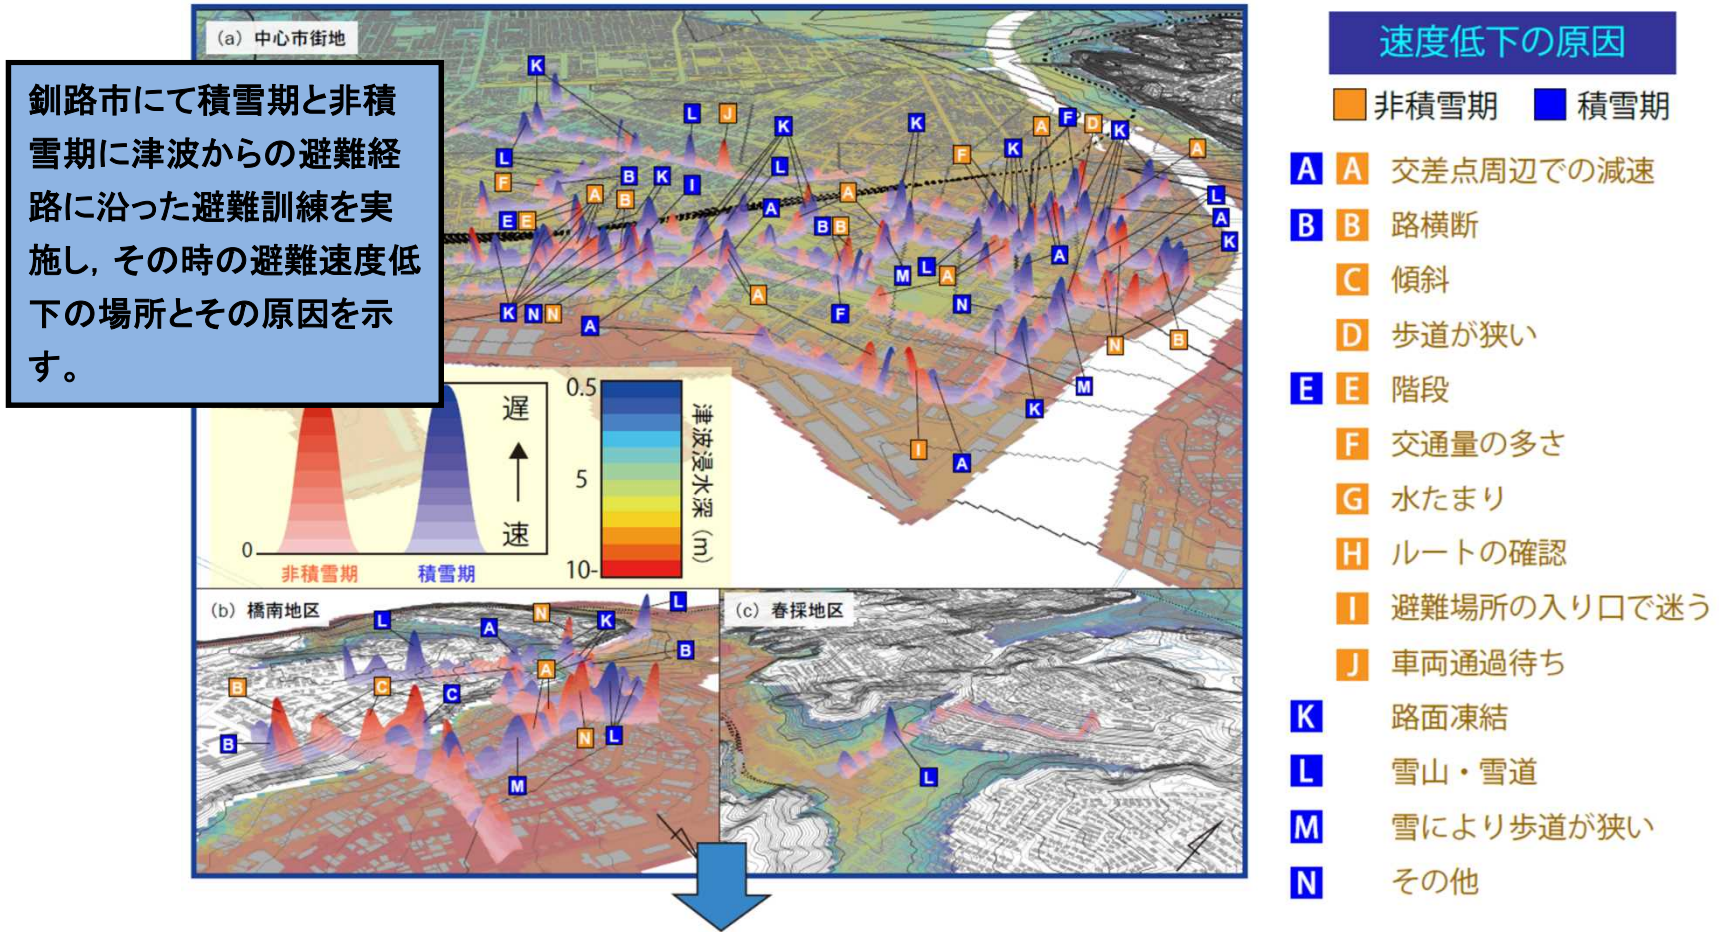 (a) 中心市街地
釧路市にて積雪期と非積
雪期に津波からの避難経
路に沿った避難訓練を実
施し，その時の避難速度低
下の場所とその原因を示
す。
K
L
J
K
K
A
F
D
K
L
F
B
K
I
L
F
K
A
A
B
A
L
A
K
E
E
A
B
B
A
M
L
A
N
A
K
N
N
A
F
N
B
M
K
I
A
0
遅
速
非積雪期
積雪期
0.5
5
10-
津波浸水深 (m)
(b) 橋南地区
L
A
N
K
L
B
B
C
C
A
B
N
L
M
(c) 春採地区
L
速度低下の原因
非積雪期 積雪期
A A 交差点周辺での減速
B B 路横断
C 傾斜
D 歩道が狭い
E E 階段
F 交通量の多さ
G 水たまり
H ルートの確認
I 避難場所の入り口で迷う
J 車両通過待ち
K 路面凍結
L 雪山・雪道
M 雪により歩道が狭い
N その他